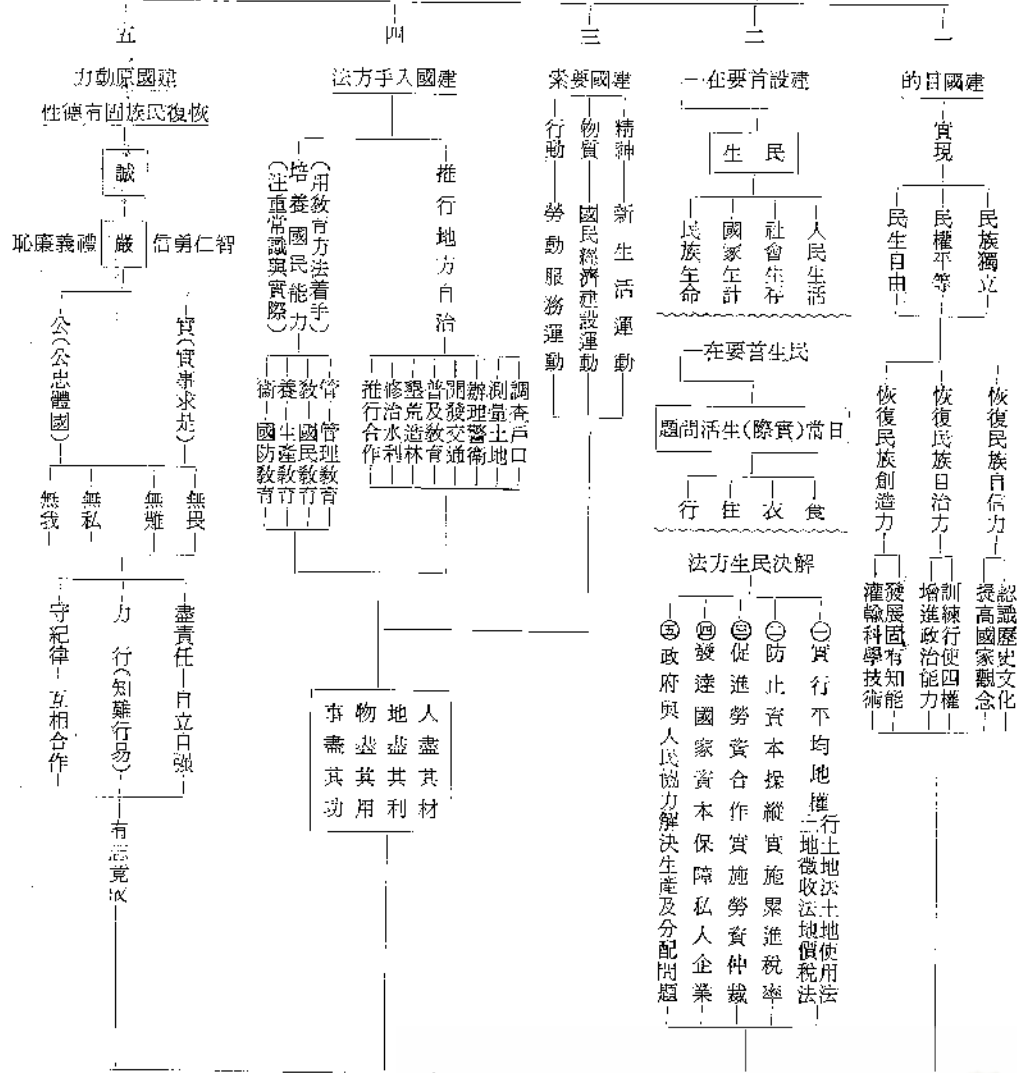 一
建國目的
實現
民族獨立
民權平等
民生自由
恢復民族自信力
恢復民族自治力
恢復民族創造力
認識歷史文化
提高國家觀念
訓練行使四權
增進政治能力
發展固有知能
灌輸科學技術
二
建設首要在一
民生
人民生活
社會生存
國家生計
民族生命
民生首要在一
日常(實際)生活問題
食
衣
住
行
解決民生方法
㊀實行平均地權
行土地法土地使用法
土地徵收法地價稅法
㊁防止資本操縱實施累進稅率
㊂促進勞資合作實施勞資仲裁
㊃發達國家資本保障私人企業
㊄政府與人民協力解決生產及分配問題
三
建國要素
精神
新生活運動
物質
國民經濟建設運動
行動
勞動服務運動
四
建國入手方法
推行地方自治
調查戶口
測量土地
辦理警衛
開發交通
普及教育
墾荒造林
修治水利
推行合作
(用教育方法着手)
培養國民能力
(注重常識與實際)
管—管理教育
教—國民教育
養—生產教育
衞—國防教育
人盡其材
地盡其利
物盡其用
事盡其功
五
建國原動力
恢復民族固有德性
誠
智仁勇信
嚴
禮義廉恥
實(實事求是)
公(公忠體國)
無畏
無難
無私
無我
盡責任—自立自强
力行(知難行易)
守紀律—互相合作
有志竟成